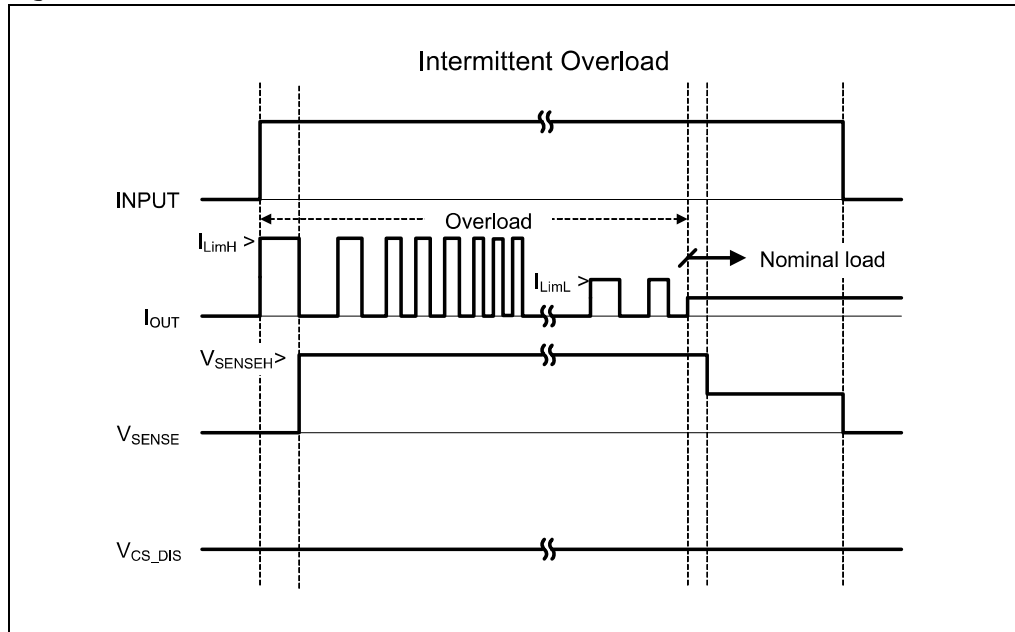 Intermittent Overload
INPUT
Overload
I_LimH >
I_LimL >
Nominal load
I_OUT
V_SENSEH >
V_SENSE
V_CS_DIS